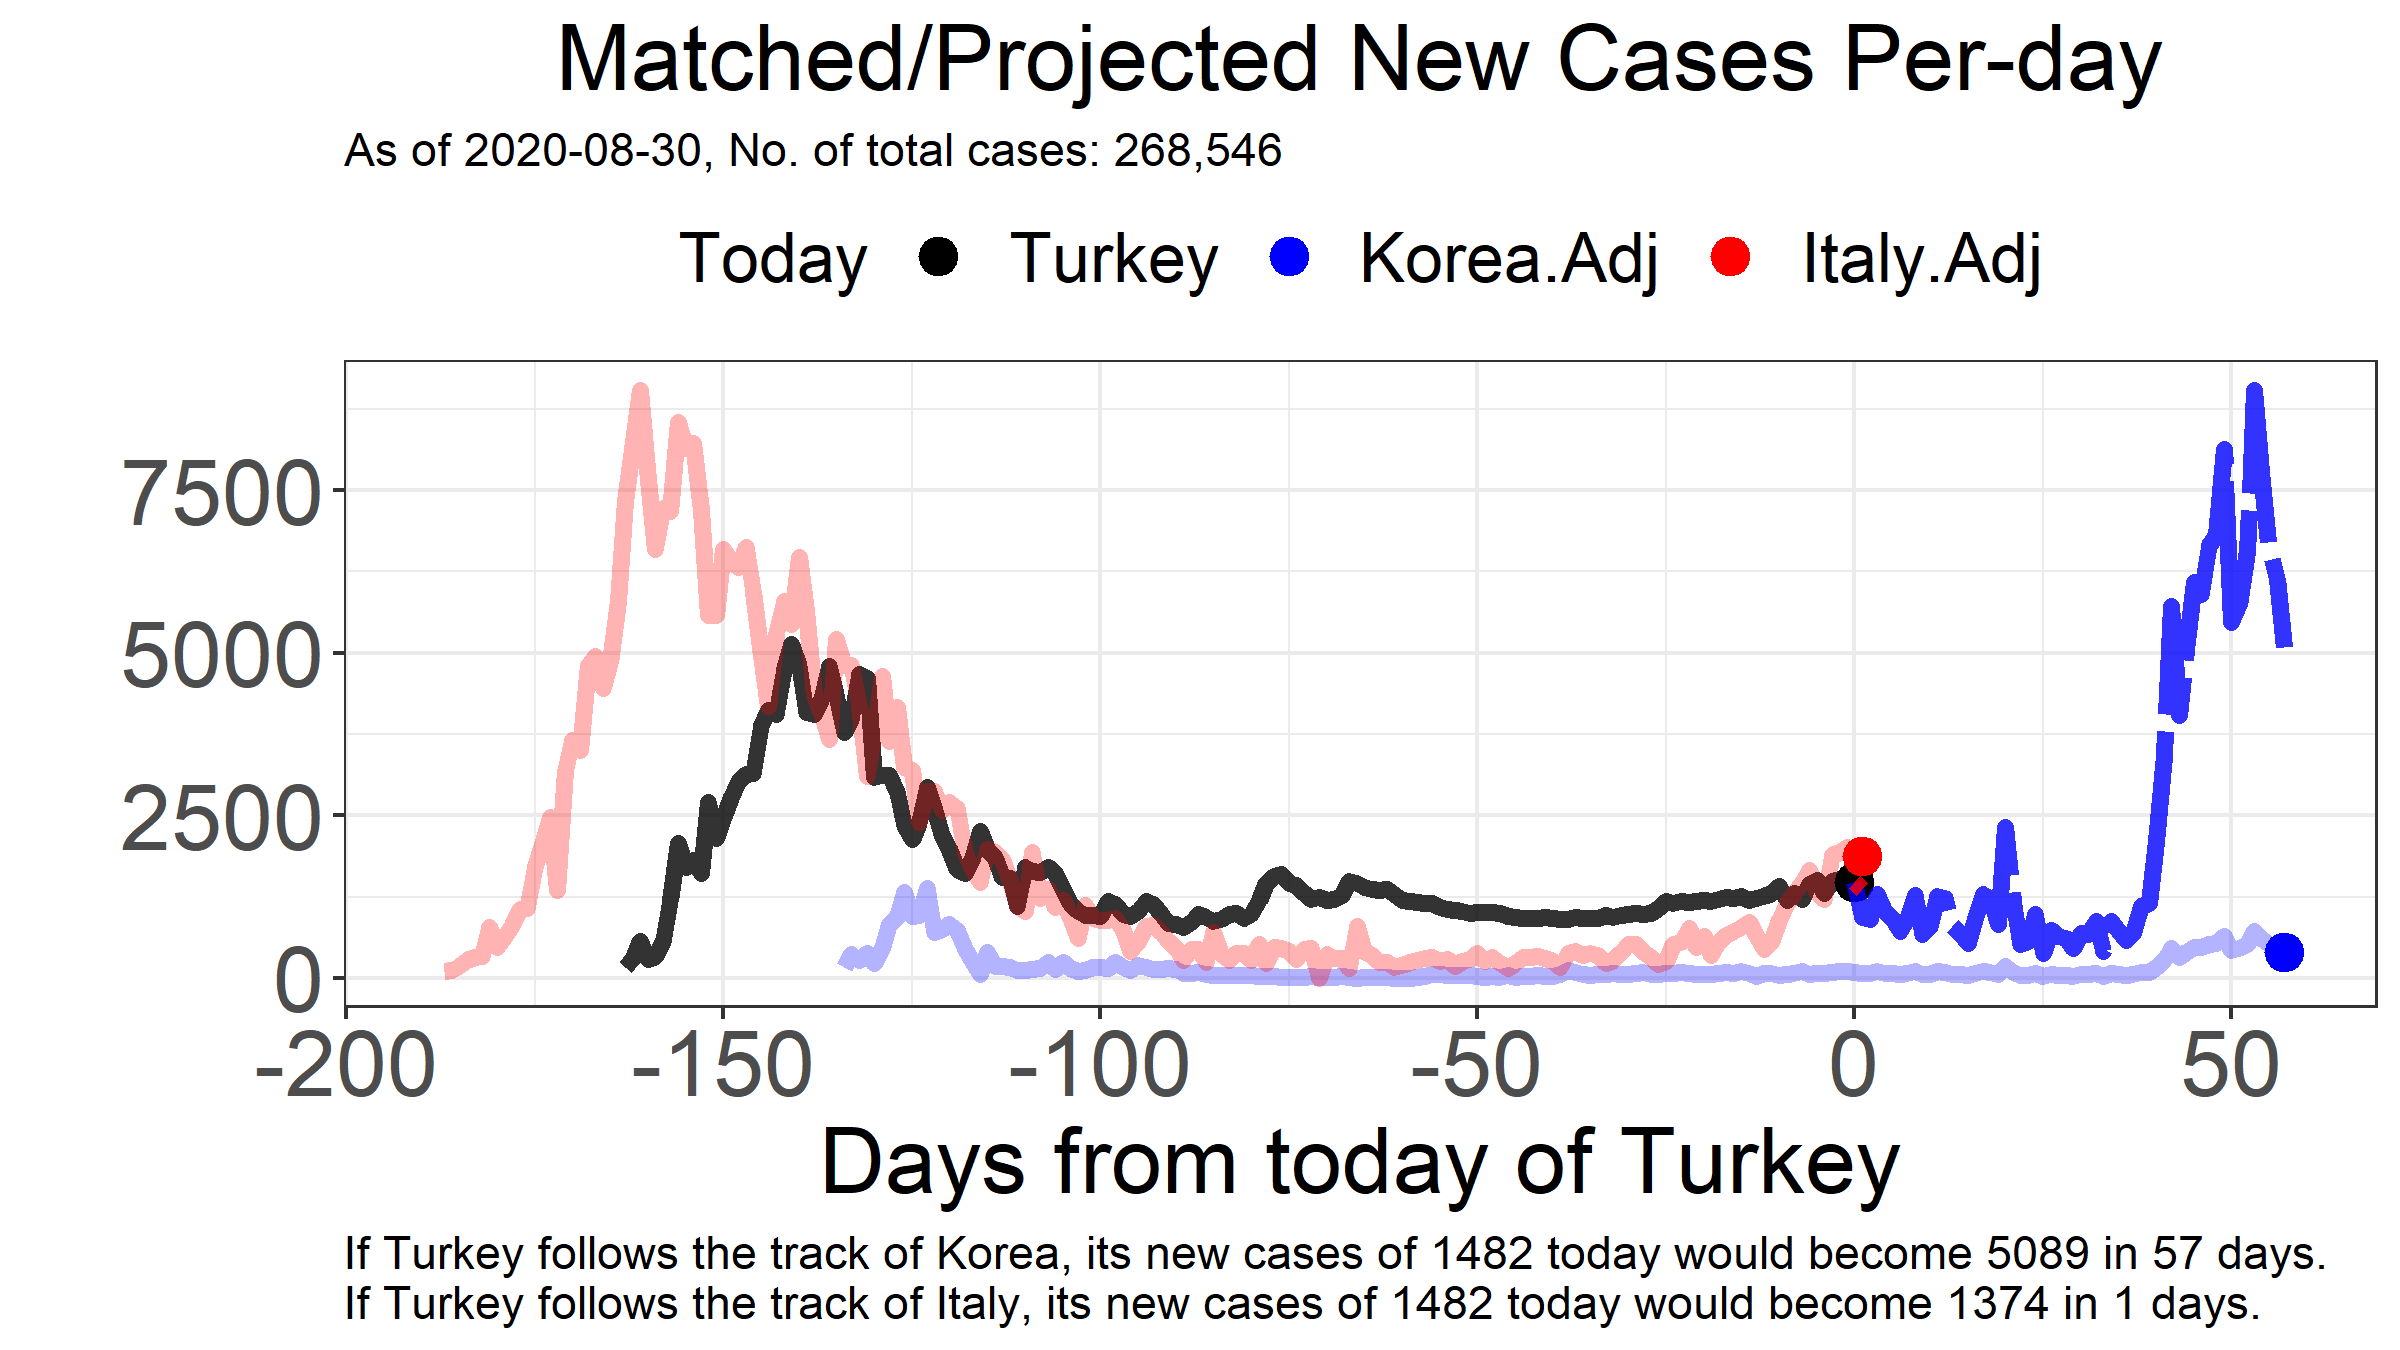 Matched/Projected New Cases Per-day
As of 2020-08-30, No. of total cases: 268,546
Today Turkey Korea.Adj Italy.Adj
7500
5000
2500
0
-200 -150 -100 -50 0 50
Days from today of Turkey
If Turkey follows the track of Korea, its new cases of 1482 today would become 5089 in 57 days.
If Turkey follows the track of Italy, its new cases of 1482 today would become 1374 in 1 days.